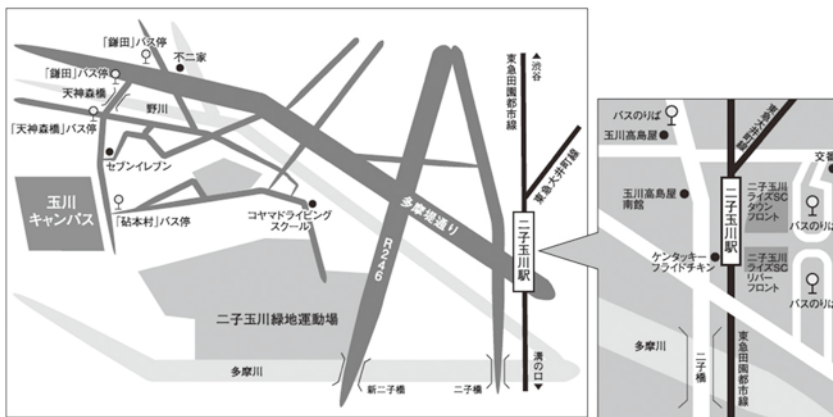 「鎌田」バス停
不二家
「鎌田」バス停
天神森橋
野川
「天神森橋」バス停
セブンイレブン
玉川
キャンパス
「砧本村」バス停
コヤマドライビング
スクール
多摩堤通り
R246
二子玉川緑地運動場
多摩川
新二子橋
二子橋
▲渋谷
東急田園都市線
東急大井町線
二子玉川駅
溝の口▼
バスのりば
玉川高島屋
東急大井町線
交番
玉川高島屋
南館
二子玉川駅
二子玉川
ライズSC
タウン
フロント
バスのりば
ケンタッキー
フライドチキン
二子玉川
ライズSC
リバー
フロント
バスのりば
多摩川
二子橋
東急田園都市線